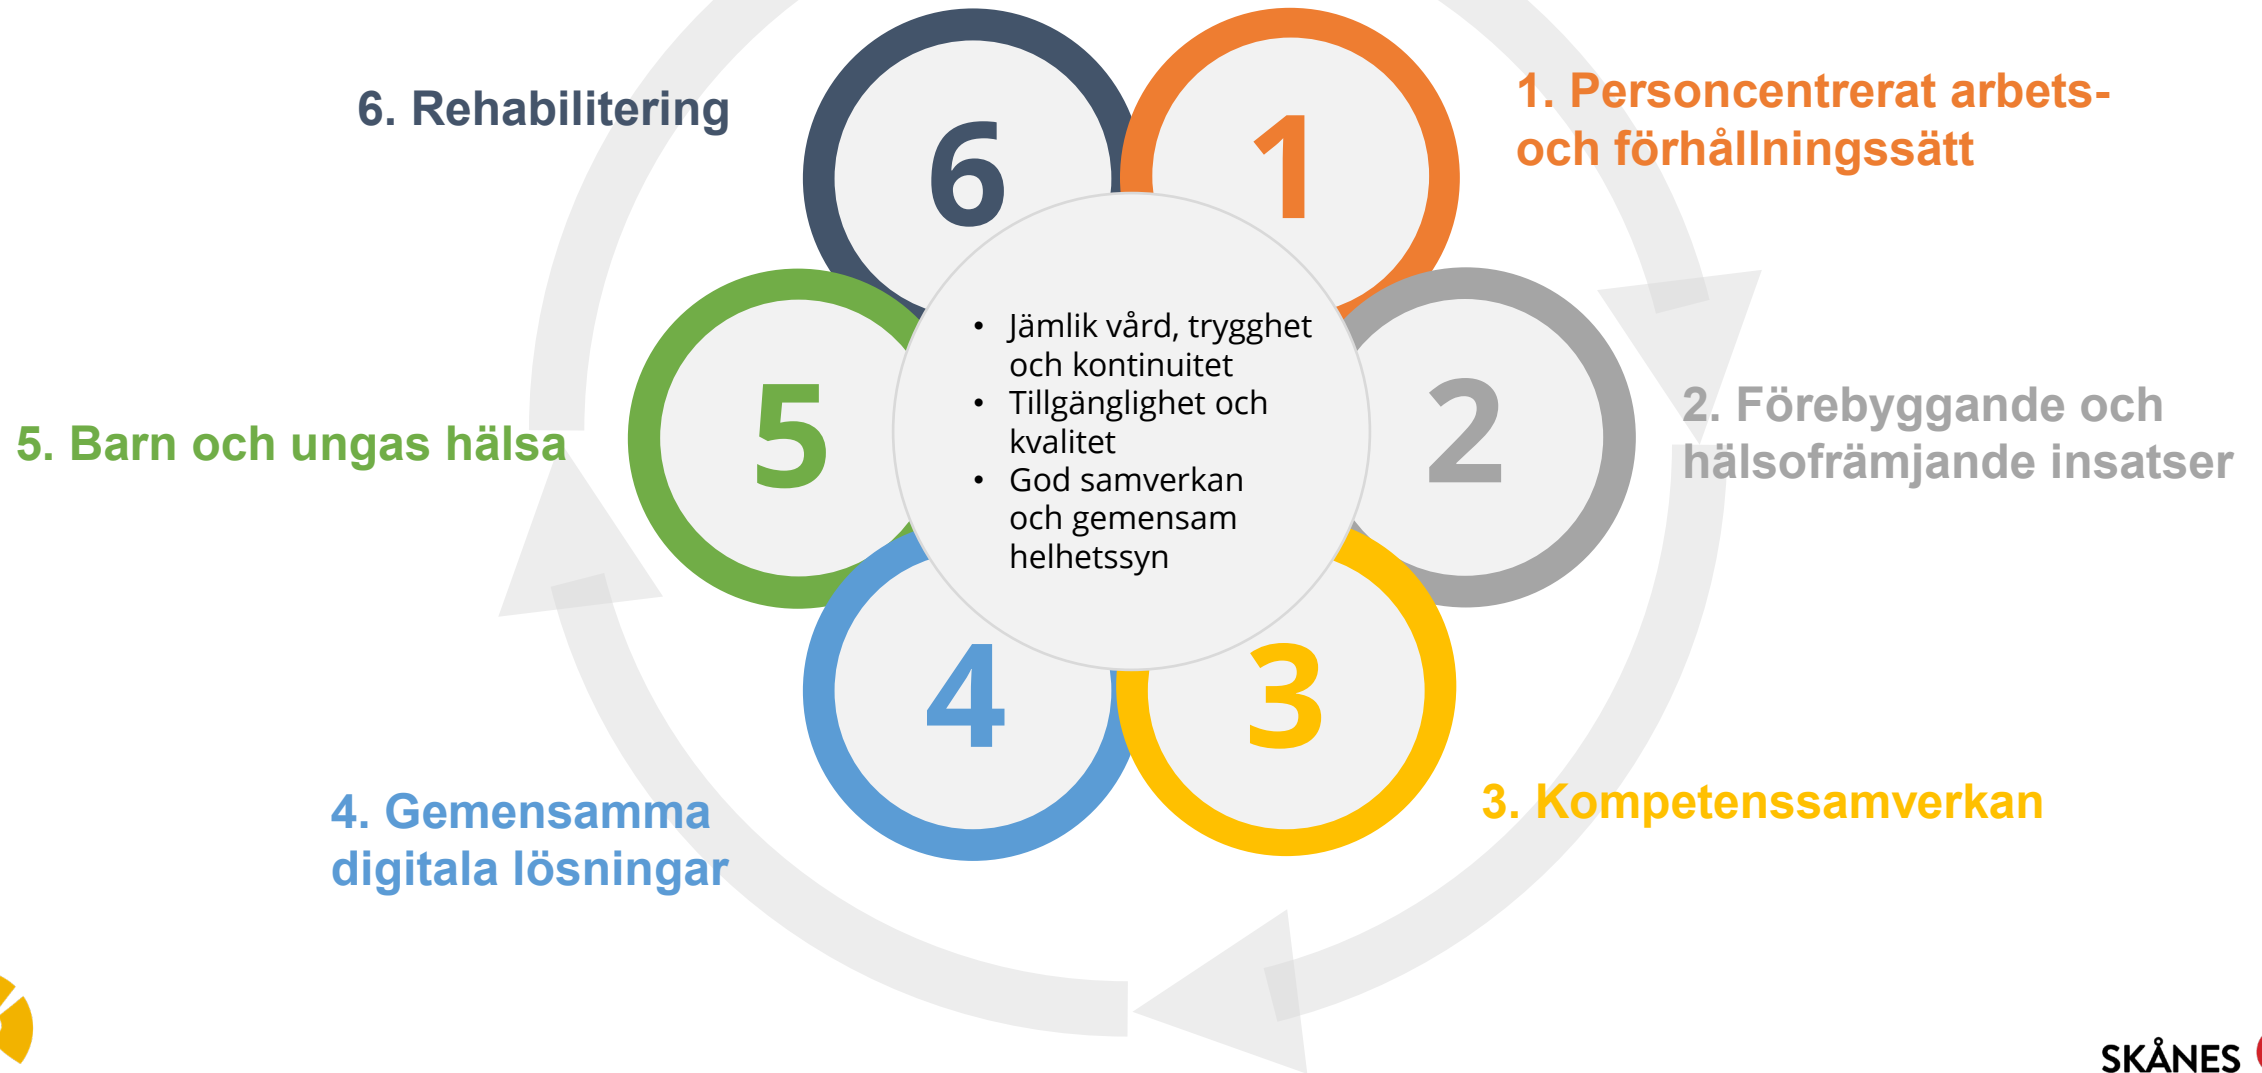 6. Rehabilitering
6
1
1. Personcentrerat arbets-
och förhållningssätt
5. Barn och ungas hälsa
5
• Jämlik vård, trygghet
och kontinuitet
• Tillgänglighet och
kvalitet
• God samverkan
och gemensam
helhetssyn
2
2. Förebyggande och
hälsofrämjande insatser
4
3
4. Gemensamma
digitala lösningar
3. Kompetenssamverkan
SKÅNES